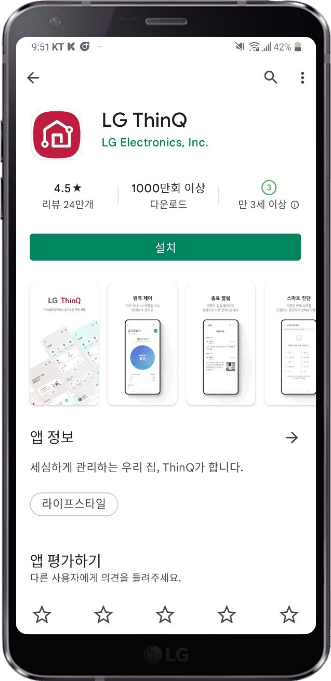 9:51 KT K
42%
LG ThinQ
LG Electronics, Inc.
4.5★
리뷰 24만개
1000만회 이상
다운로드
3
만 3세 이상
설치
LG ThinQ
원격 제어
종료 알림
스마트 진단
앱 정보
세심하게 관리하는 우리 집, ThinQ가 합니다.
라이프스타일
앱 평가하기
다른 사용자에게 의견을 들려주세요.
LG